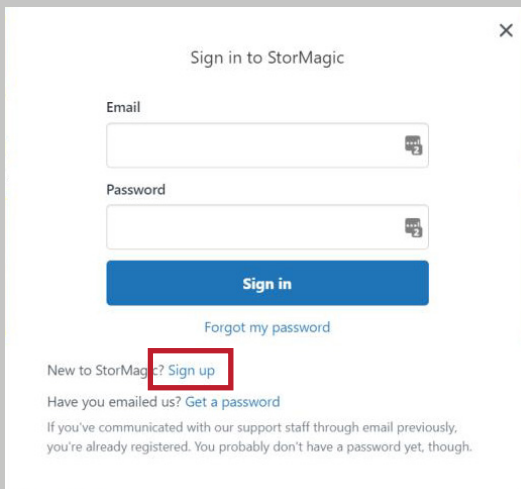 Sign in to StorMagic
Email
2
Password
2
Sign in
Forgot my password
New to StorMagic? Sign up
Have you emailed us? Get a password
If you've communicated with our support staff through email previously,
you're already registered. You probably don't have a password yet, though.